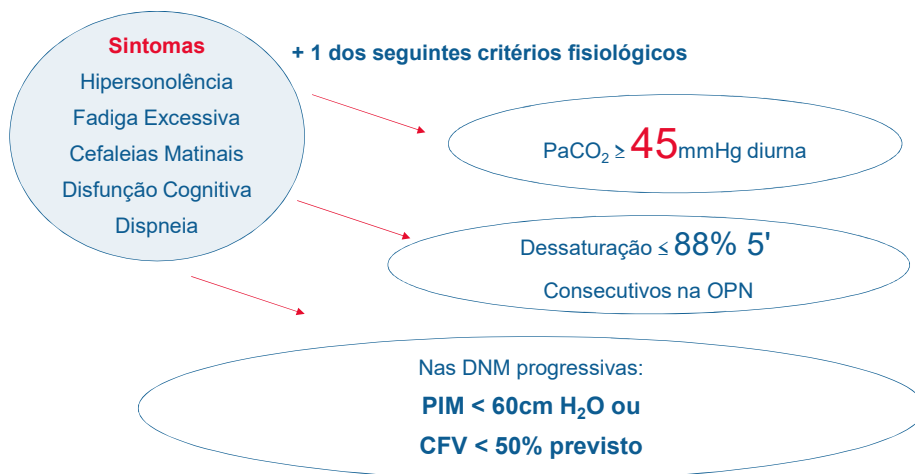 Sintomas
Hipersonolência
Fadiga Excessiva
Cefaleias Matinais
Disfunção Cognitiva
Dispneia
+ 1 dos seguintes critérios fisiológicos
PaCO₂ ≥ 45mmHg diurna
Dessaturação ≤ 88% 5'
Consecutivos na OPN
Nas DNM progressivas:
PIM < 60cm H₂O ou
CFV < 50% previsto